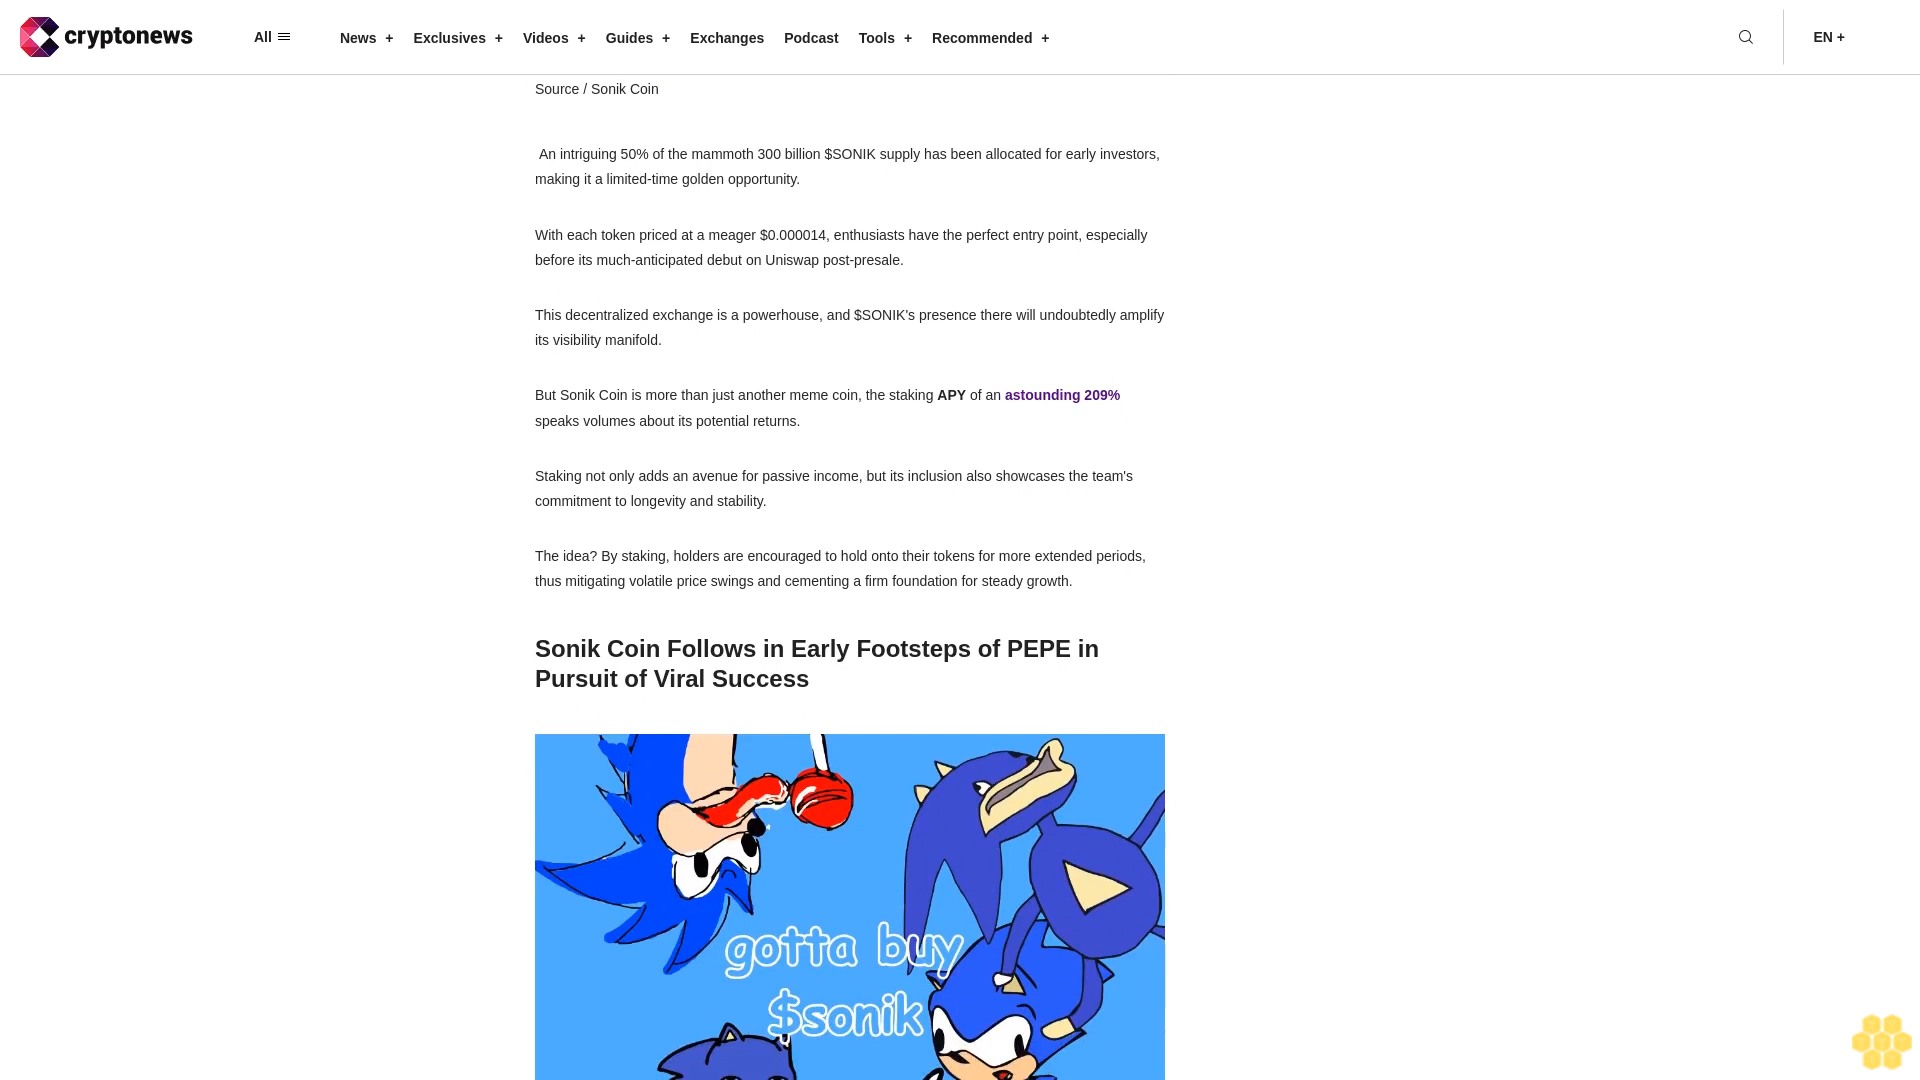 cryptonews
All
News +
Exclusives +
Videos +
Guides +
Exchanges
Podcast
Tools +
Recommended +
EN +
Source / Sonik Coin
An intriguing 50% of the mammoth 300 billion $SONIK supply has been allocated for early investors,
making it a limited-time golden opportunity.
With each token priced at a meager $0.000014, enthusiasts have the perfect entry point, especially
before its much-anticipated debut on Uniswap post-presale.
This decentralized exchange is a powerhouse, and $SONIK's presence there will undoubtedly amplify
its visibility manifold.
But Sonik Coin is more than just another meme coin, the staking APY of an astounding 209%
speaks volumes about its potential returns.
Staking not only adds an avenue for passive income, but its inclusion also showcases the team's
commitment to longevity and stability.
The idea? By staking, holders are encouraged to hold onto their tokens for more extended periods,
thus mitigating volatile price swings and cementing a firm foundation for steady growth.
Sonik Coin Follows in Early Footsteps of PEPE in
Pursuit of Viral Success
gotta buy
$sonik